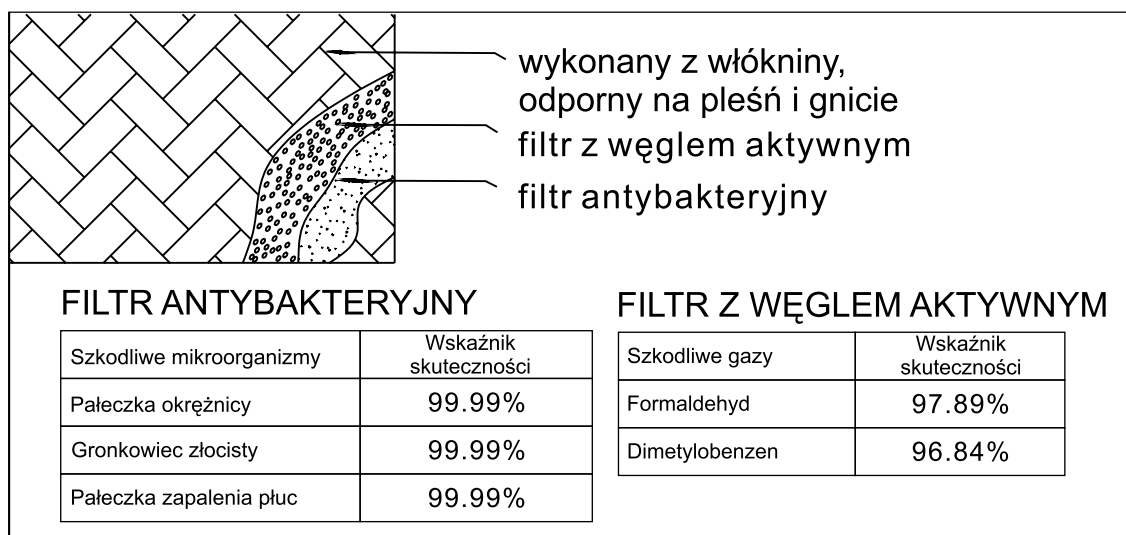 wykonany z włókniny,
odporny na pleśń i gnicie
filtr z węglem aktywnym
filtr antybakteryjny
FILTR ANTYBAKTERYJNY
Szkodliwe mikroorganizmy
Wskaźnik
skuteczności
Pałeczka okrężnicy
99.99%
Gronkowiec złocisty
99.99%
Pałeczka zapalenia płuc
99.99%
FILTR Z WĘGLEM AKTYWNYM
Szkodliwe gazy
Wskaźnik
skuteczności
Formaldehyd
97.89%
Dimetylobenzen
96.84%